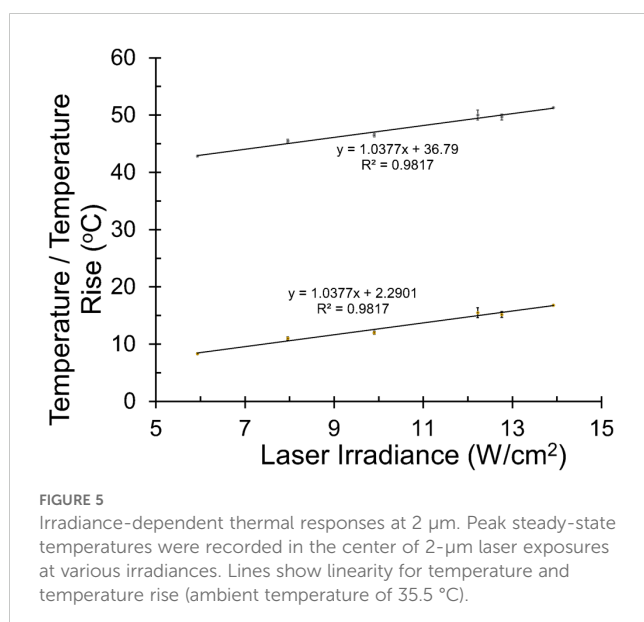 60
50
40
30
20
10
0
Temperature / Temperature
Rise (ºC)
y = 1.0377x + 36.79
R² = 0.9817
y = 1.0377x + 2.2901
R² = 0.9817
5 7 9 11 13 15
Laser Irradiance (W/cm²)
FIGURE 5
Irradiance-dependent thermal responses at 2 μm. Peak steady-state
temperatures were recorded in the center of 2-μm laser exposures
at various irradiances. Lines show linearity for temperature and
temperature rise (ambient temperature of 35.5 °C).